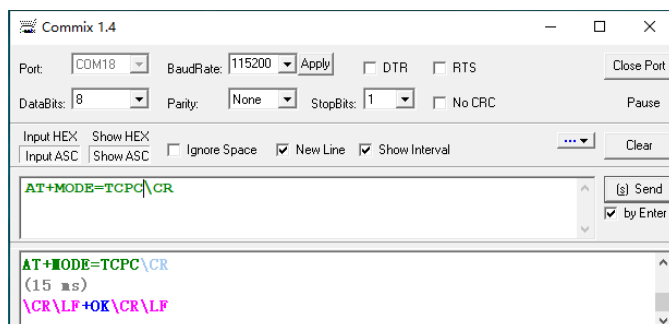 Commix 1.4
Port: COM18 BaudRate: 115200 Apply DTR RTS Close Port
DataBits: 8 Parity: None StopBits: 1 No CRC Pause
Input HEX Show HEX
Input ASC Show ASC Ignore Space New Line Show Interval ... Clear
AT+MODE=TCPC\CR
(s) Send
by Enter
AT+MODE=TCPC\CR
(15 ms)
\CR\LF+OK\CR\LF